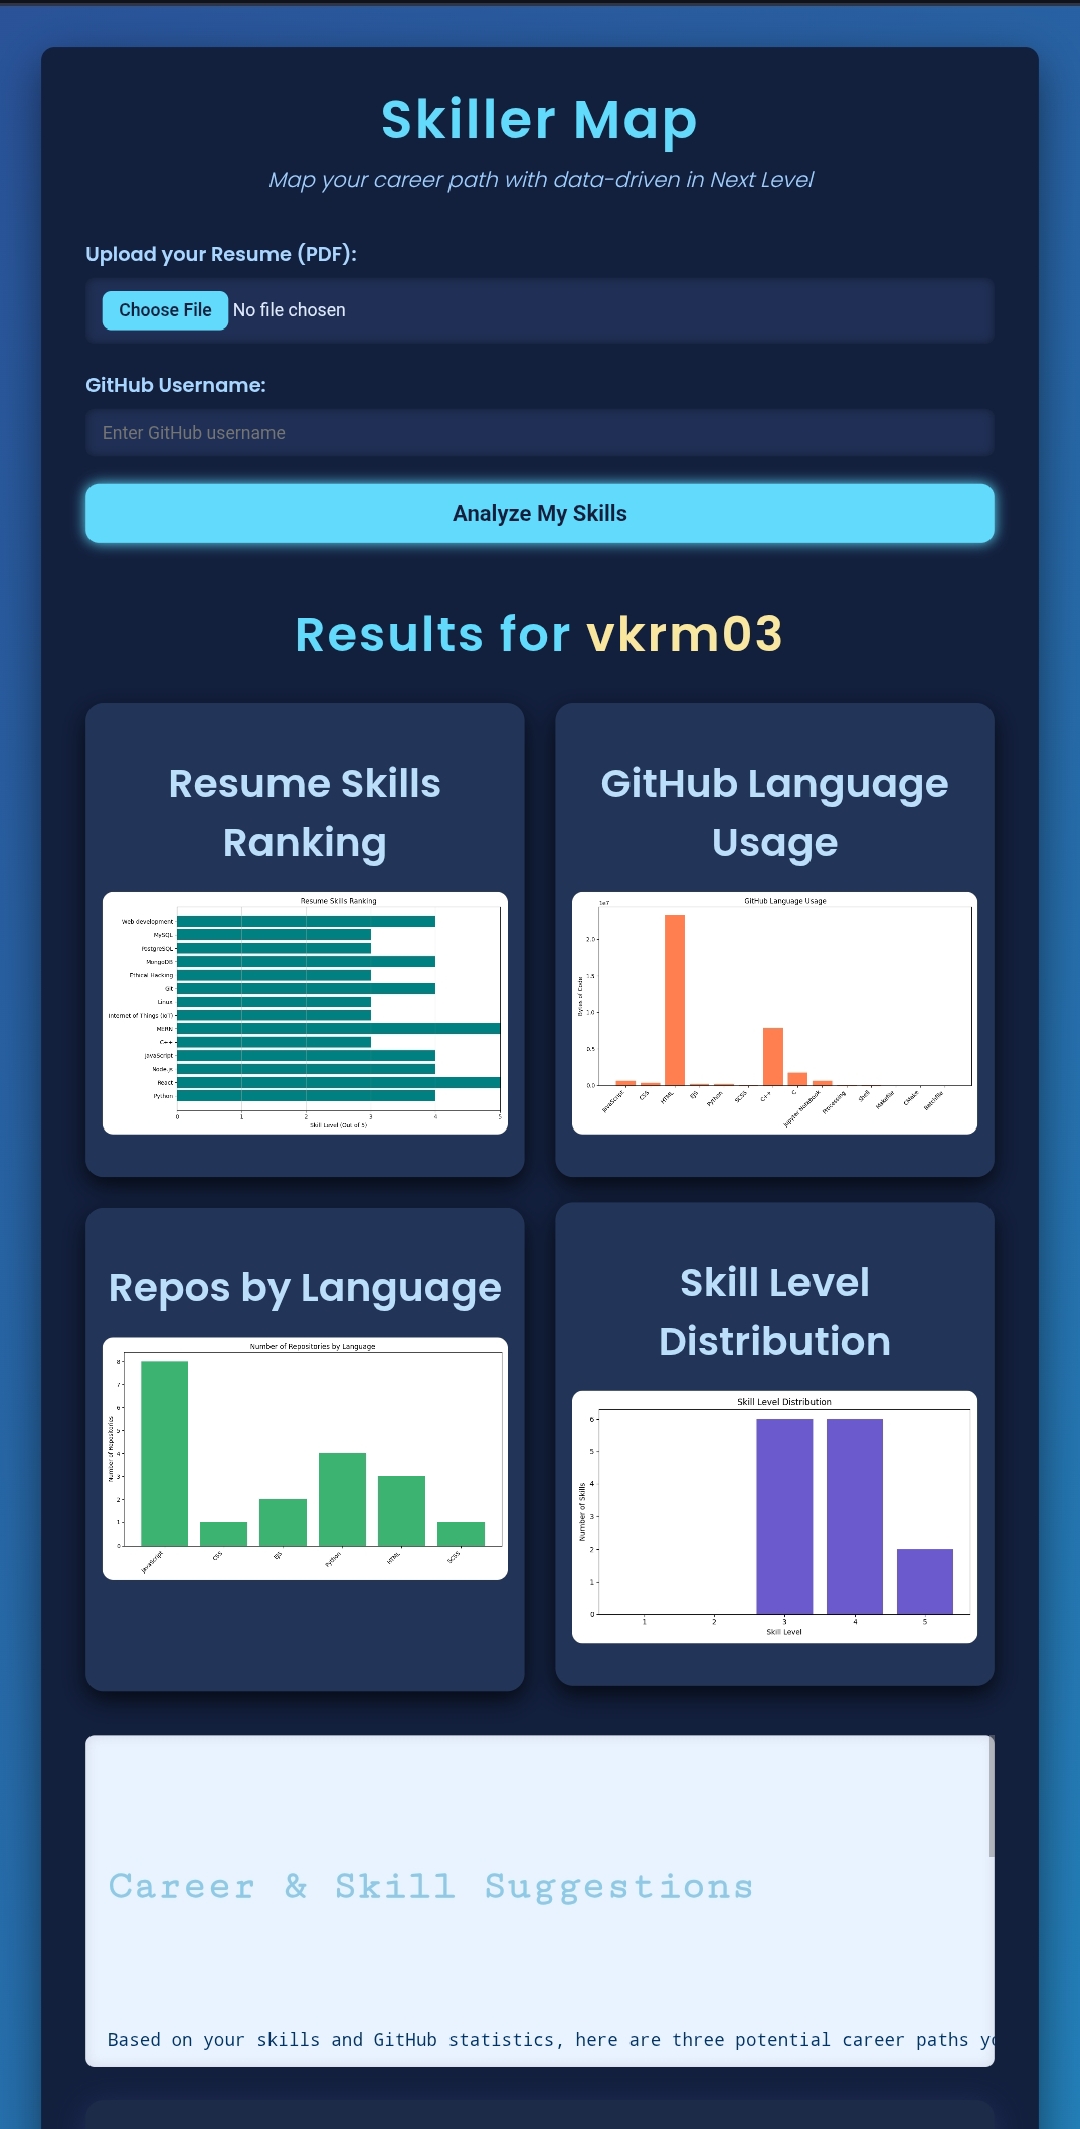 Skiller Map
Map your career path with data-driven in Next Level
Upload your Resume (PDF):
Choose File No file chosen
GitHub Username:
Enter GitHub username
Analyze My Skills
Results for vkrm03
Resume Skills
Ranking
Resume Skills Ranking
Web development
MySQL
PostgreSQL
MongoDB
Ethical Hacking
Git
Linux
Internet of Things (IoT)
MERN
C++
JavaScript
Node.js
React
Python
0 1 2 3 4 5
Skill Level (Out of 5)
GitHub Language
Usage
1e7
GitHub Language Usage
Bytes of Code
2.0
1.5
1.0
0.5
0.0
JavaScript CSS HTML EJS Python SCSS C++ C Jupyter Notebook Processing Shell Makefile CMake Batchfile
Repos by Language
Number of Repositories by Language
Number of Repositories
8
7
6
5
4
3
2
1
0
JavaScript CSS EJS Python HTML SCSS
Skill Level
Distribution
Skill Level Distribution
Number of Skills
6
5
4
3
2
1
0
1 2 3 4 5
Skill Level
Career & Skill Suggestions
Based on your skills and GitHub statistics, here are three potential career paths yo